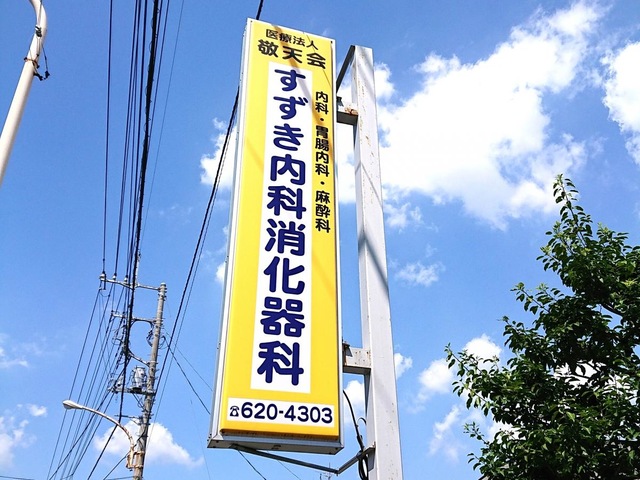 医療法人
敬天会
内科・胃腸内科・麻酔科
すずき内科消化器科
☎620-4303